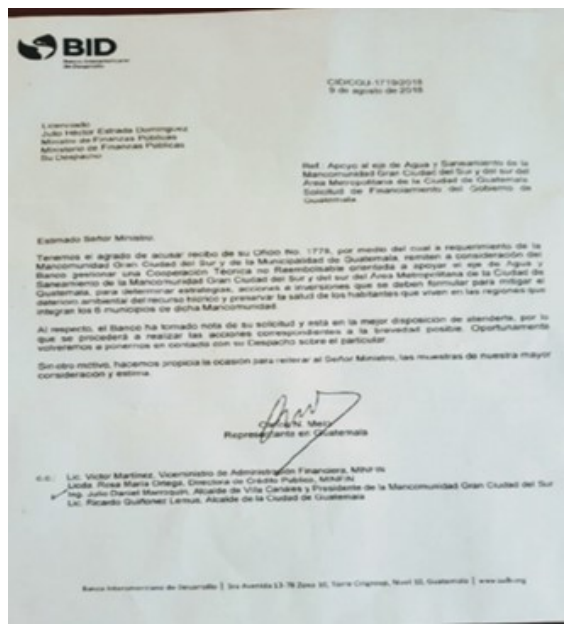 BID
Banco Interamericano
de Desarrollo
CID/CGU-1719/2018
9 de agosto de 2018
Licenciado
Julio Héctor Estrada Domínguez
Ministro de Finanzas Públicas
Ministerio de Finanzas Públicas
Su Despacho
Ref.: Apoyo al eje de Agua y Saneamiento de la
Mancomunidad Gran Ciudad del Sur y del sur del
Área Metropolitana de la Ciudad de Guatemala.
Solicitud de Financiamiento del Gobierno de
Guatemala
Estimado Señor Ministro:
Tenemos el agrado de acusar recibo de su Oficio No. 1779, por medio del cual a requerimiento de la
Mancomunidad Gran Ciudad del Sur y de la Municipalidad de Guatemala, remiten a consideración del
Banco gestionar una Cooperación Técnica no Reembolsable orientada a apoyar el eje de Agua y
Saneamiento de la Mancomunidad Gran Ciudad del Sur y del sur del Área Metropolitana de la Ciudad de
Guatemala, para determinar estrategias, acciones e inversiones que se deben formular para mitigar el
deterioro ambiental del recurso hídrico y preservar la salud de los habitantes que viven en las regiones que
integran los 6 municipios de dicha Mancomunidad.
Al respecto, el Banco ha tomado nota de su solicitud y está en la mejor disposición de atenderla, por lo
que se procederá a realizar las acciones correspondientes a la brevedad posible. Oportunamente
volveremos a ponernos en contacto con su Despacho sobre el particular.
Sin otro motivo, hacemos propicia la ocasión para reiterar al Señor Ministro, las muestras de nuestra mayor
consideración y estima.
N. Melo
Representante en Guatemala
c.c.: Lic. Victor Martínez, Viceministro de Administración Financiera, MINFIN
Licda. Rosa María Ortega, Directora de Crédito Público, MINFIN
Ing. Julio Daniel Marroquín, Alcalde de Villa Canales y Presidente de la Mancomunidad Gran Ciudad del Sur
Lic. Ricardo Quiñónez Lemus, Alcalde de la Ciudad de Guatemala
Banco Interamericano de Desarrollo | 3ra Avenida 13-78 Zona 10, Torre Citigroup, Nivel 10, Guatemala | www.iadb.org